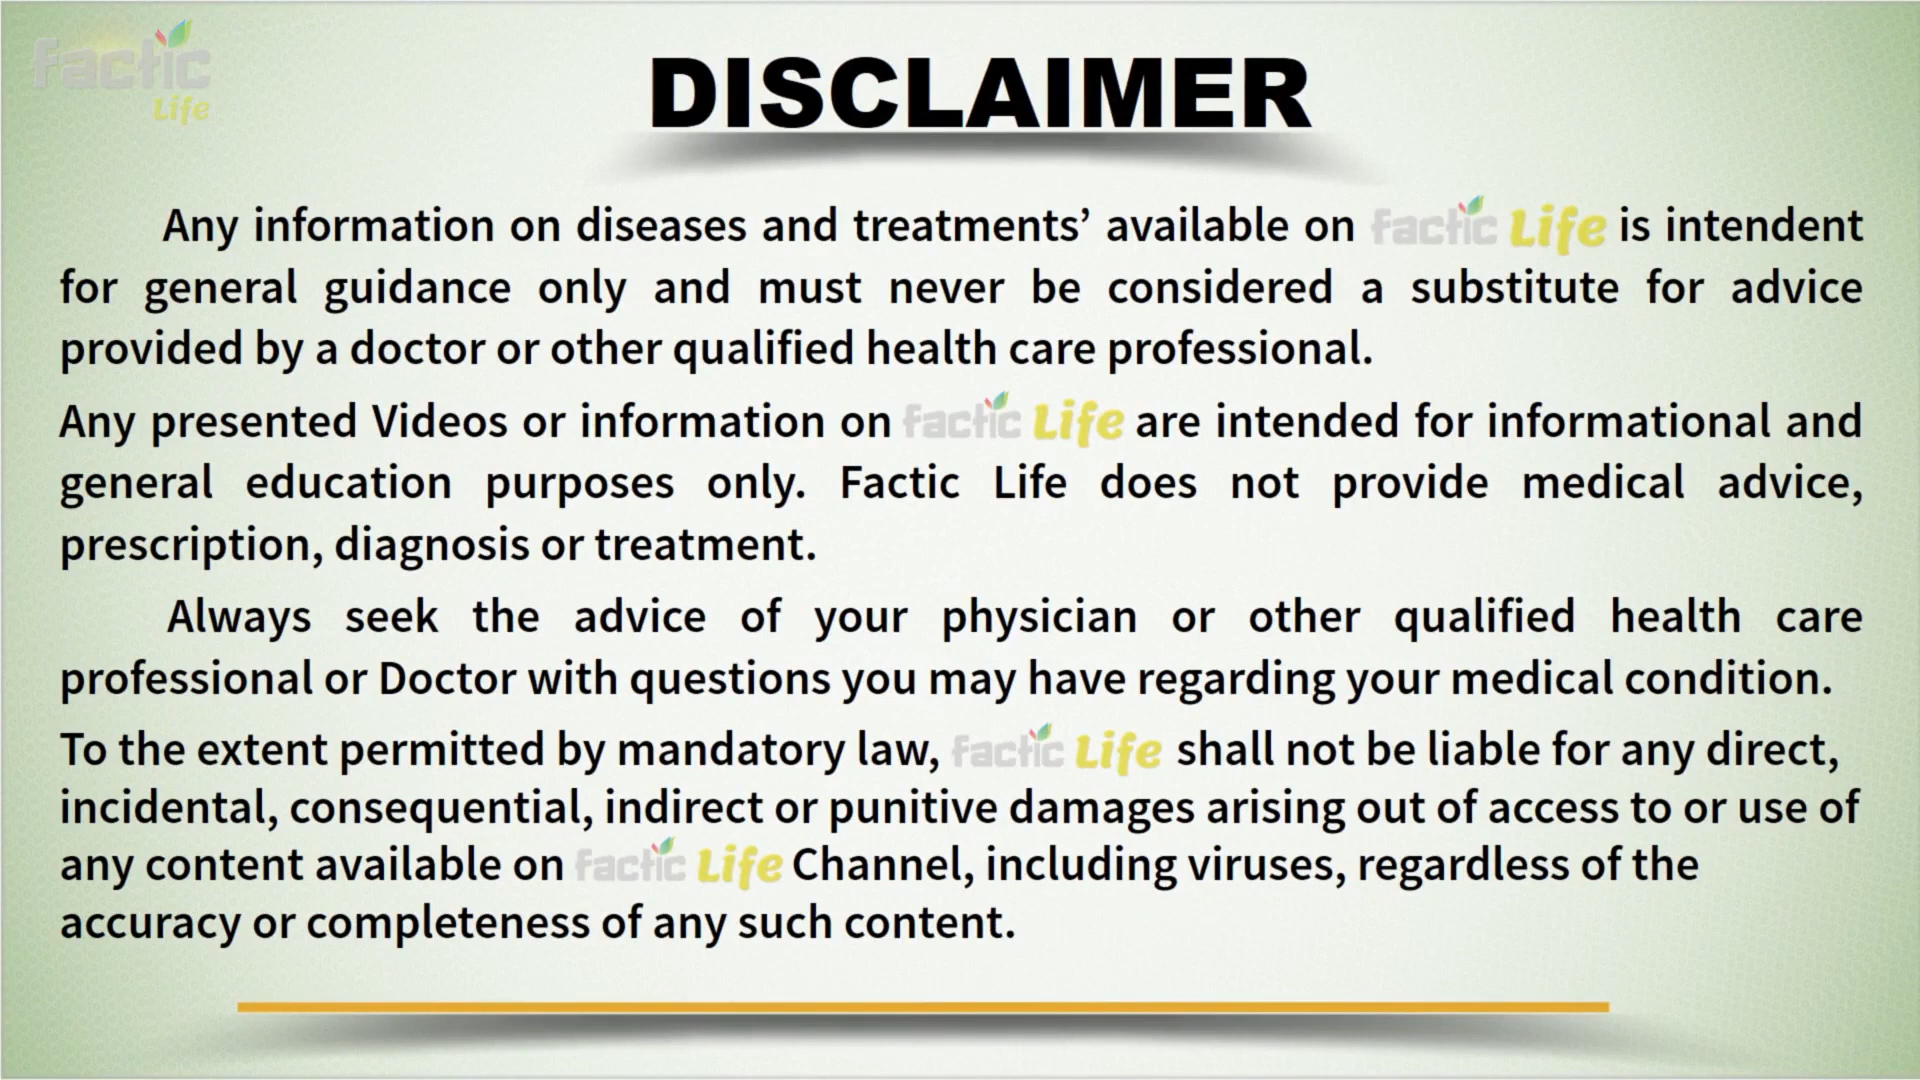 factic
Life
DISCLAIMER
Any information on diseases and treatments’ available on factic Life is intendent
for general guidance only and must never be considered a substitute for advice
provided by a doctor or other qualified health care professional.
Any presented Videos or information on factic Life are intended for informational and
general education purposes only. Factic Life does not provide medical advice,
prescription, diagnosis or treatment.
Always seek the advice of your physician or other qualified health care
professional or Doctor with questions you may have regarding your medical condition.
To the extent permitted by mandatory law, factic Life shall not be liable for any direct,
incidental, consequential, indirect or punitive damages arising out of access to or use of
any content available on factic Life Channel, including viruses, regardless of the
accuracy or completeness of any such content.